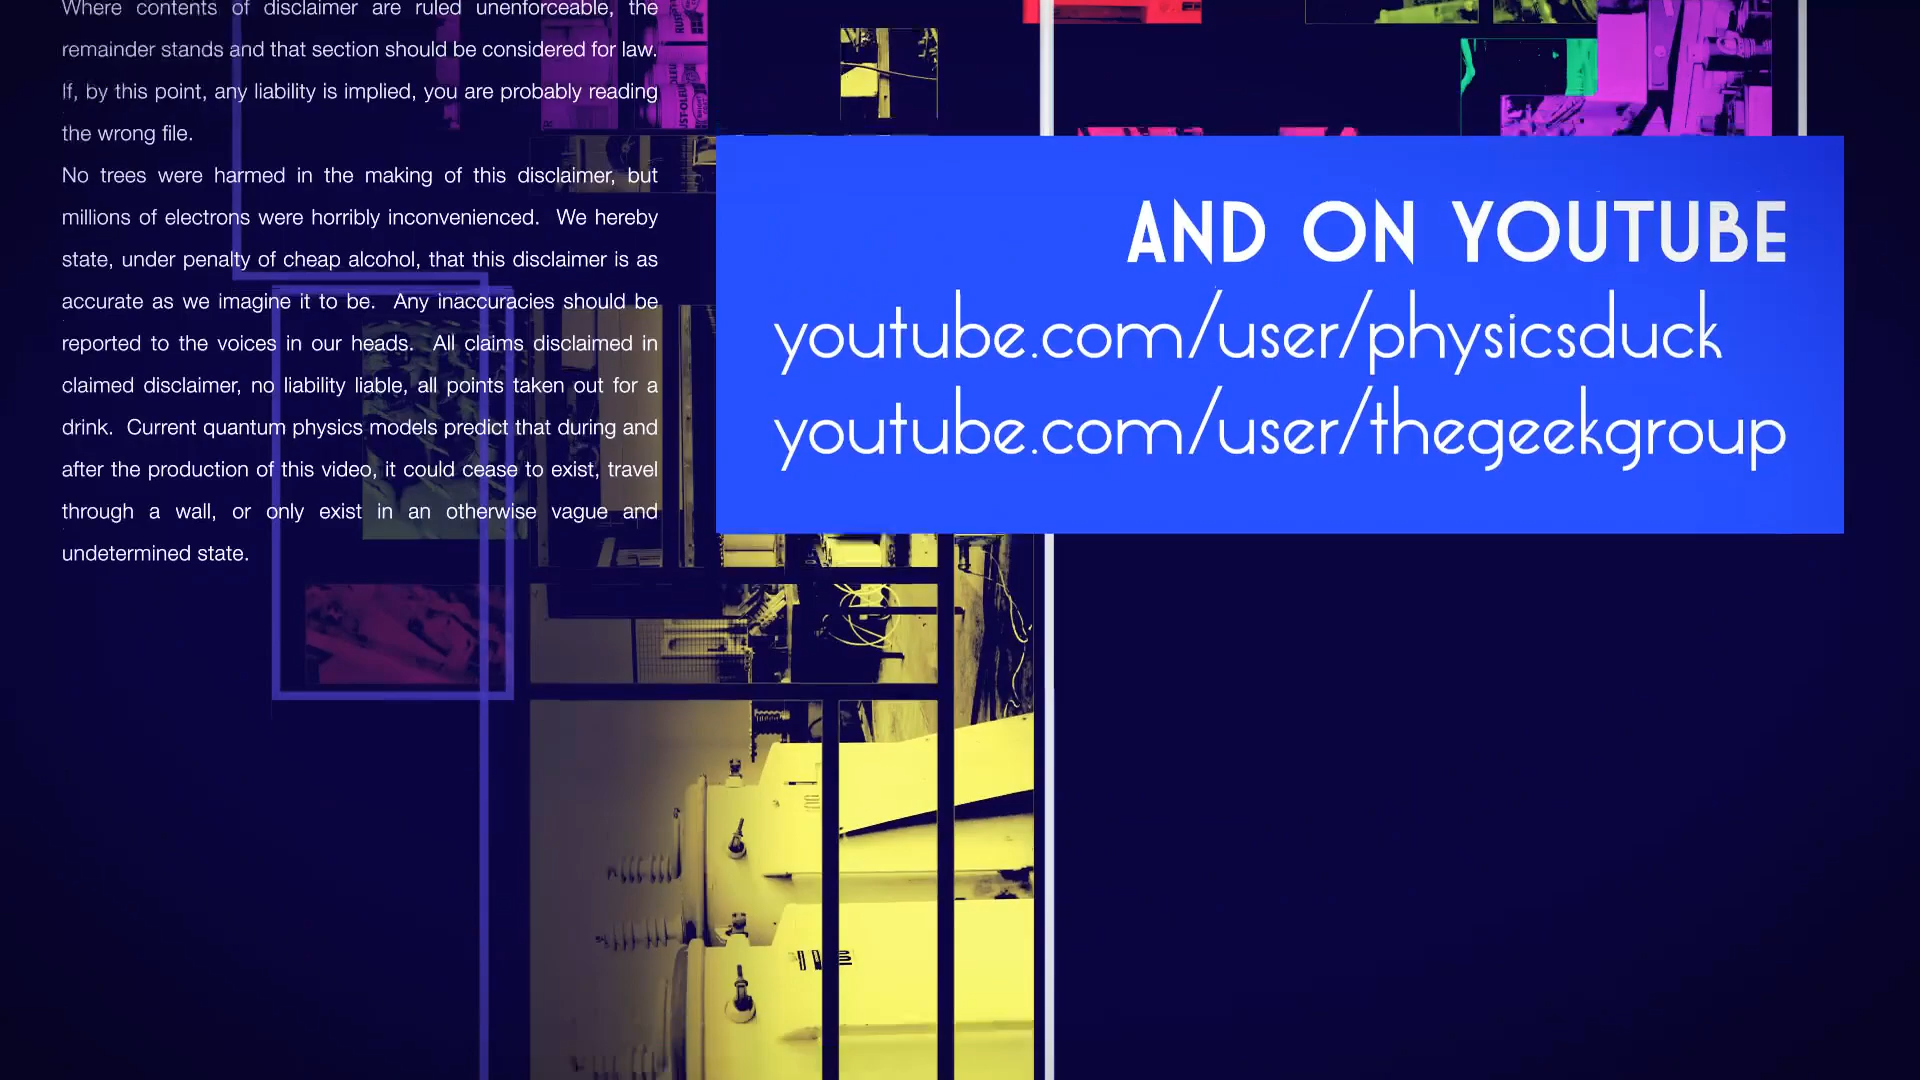 Where contents of disclaimer are ruled unenforceable, the
remainder stands and that section should be considered for law.
If, by this point, any liability is implied, you are probably reading
the wrong file.
No trees were harmed in the making of this disclaimer, but
millions of electrons were horribly inconvenienced.  We hereby
state, under penalty of cheap alcohol, that this disclaimer is as
accurate as we imagine it to be.  Any inaccuracies should be
reported to the voices in our heads.  All claims disclaimed in
claimed disclaimer, no liability liable, all points taken out for a
drink.  Current quantum physics models predict that during and
after the production of this video, it could cease to exist, travel
through a wall, or only exist in an otherwise vague and
undetermined state.
AND ON YOUTUBE
youtube.com/user/physicsduck
youtube.com/user/thegeekgroup